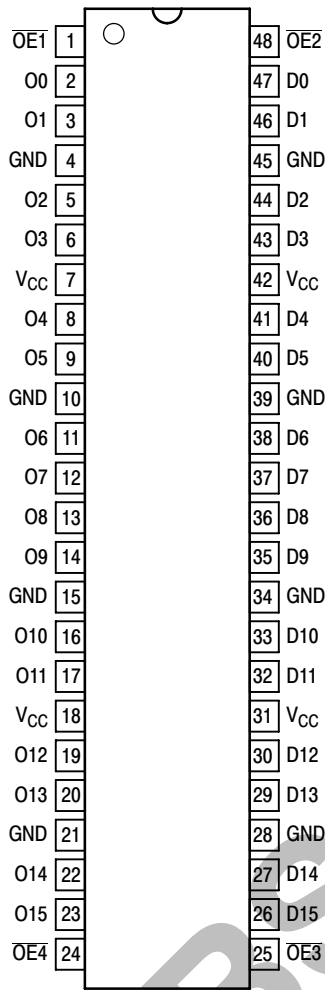 O̅E̅1̅ 1 48 O̅E̅2̅
O0 2 47 D0
O1 3 46 D1
GND 4 45 GND
O2 5 44 D2
O3 6 43 D3
VCC 7 42 VCC
O4 8 41 D4
O5 9 40 D5
GND 10 39 GND
O6 11 38 D6
O7 12 37 D7
O8 13 36 D8
O9 14 35 D9
GND 15 34 GND
O10 16 33 D10
O11 17 32 D11
VCC 18 31 VCC
O12 19 30 D12
O13 20 29 D13
GND 21 28 GND
O14 22 27 D14
O15 23 26 D15
O̅E̅4̅ 24 25 O̅E̅3̅